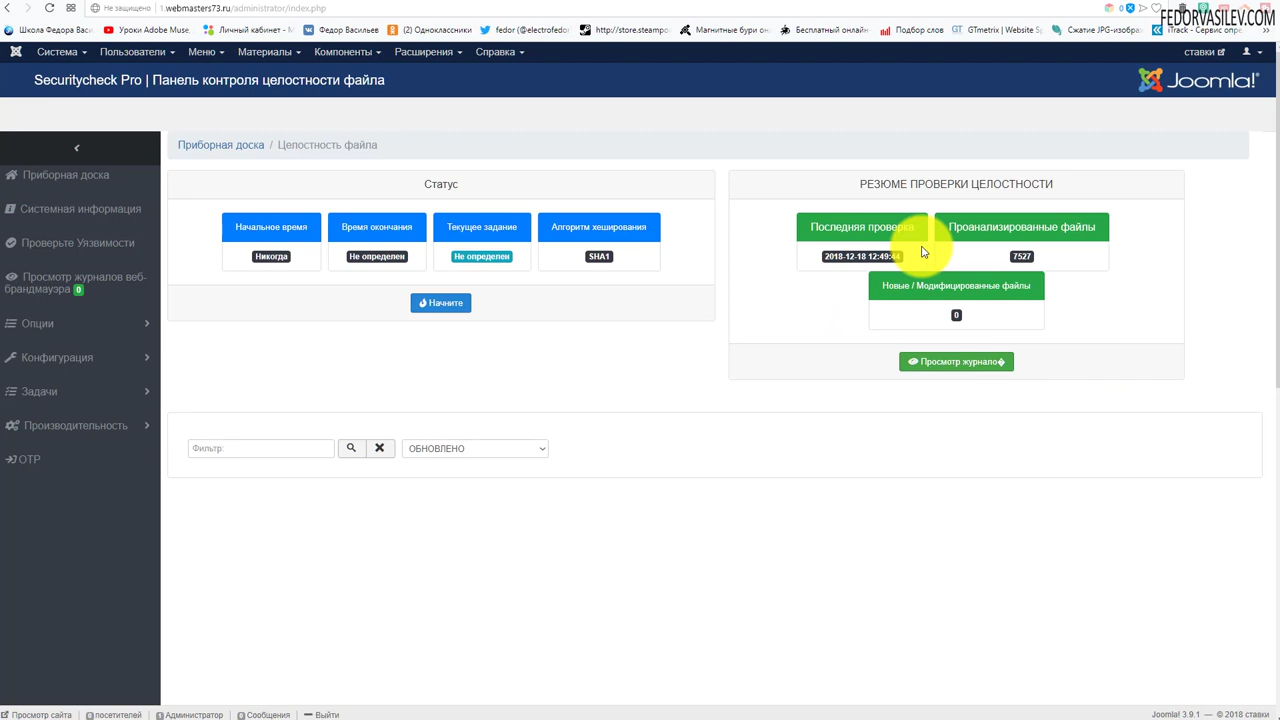 Не защищено
1.webmasters73.ru/administrator/index.php
0
FEDORVASILEV.COM
Школа Федора Васи.
Уроки Adobe Muse,
Личный кабинет -
Федор Васильев
(2) Одноклассники
fedor (@electrofedor
http://store.steampo
Магнитные бури он
Бесплатный онлайн
Подбор слов
GTmetrix | Website S
Сжатие JPG-изобра
iTrack - Сервис опре
Система
Пользователи
Меню
Материалы
Компоненты
Расширения
Справка
ставки
Securitycheck Pro | Панель контроля целостности файла
Joomla!®
Приборная доска / Целостность файла
Приборная доска
Системная информация
Проверьте Уязвимости
Просмотр журналов веб-
брандмауэра 0
Опции
Конфигурация
Задачи
Производительность
OTP
Статус
Начальное время
Время окончания
Текущее задание
Алгоритм хеширования
Никогда
Не определен
Не определен
SHA1
Начните
РЕЗЮМЕ ПРОВЕРКИ ЦЕЛОСТНОСТИ
Последняя проверка
Проанализированные файлы
2018-12-18 12:49:44
7527
Новые / Модифицированные файлы
0
Просмотр журнало�
Фильтр:
ОБНОВЛЕНО
Просмотр сайта
0 посетителей
1 Администратор
0 Сообщения
Выйти
Joomla! 3.9.1 — © 2018 ставки